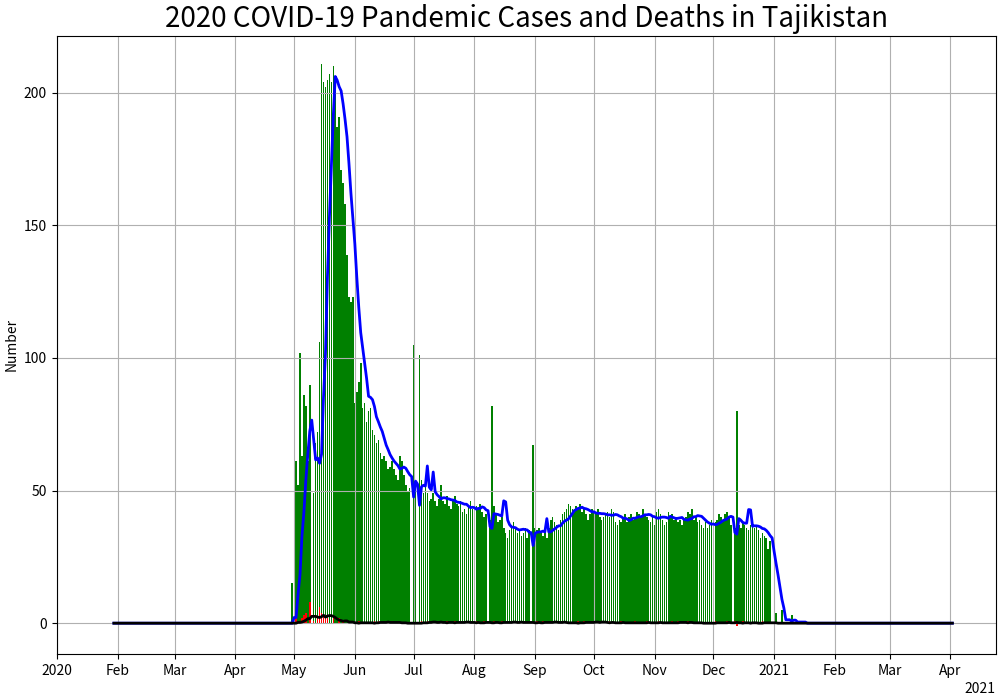 2020 COVID-19 Pandemic Cases and Deaths in Tajikistan
Number
200
150
100
50
0
2020 Feb Mar Apr May Jun Jul Aug Sep Oct Nov Dec 2021 Feb Mar Apr
2021